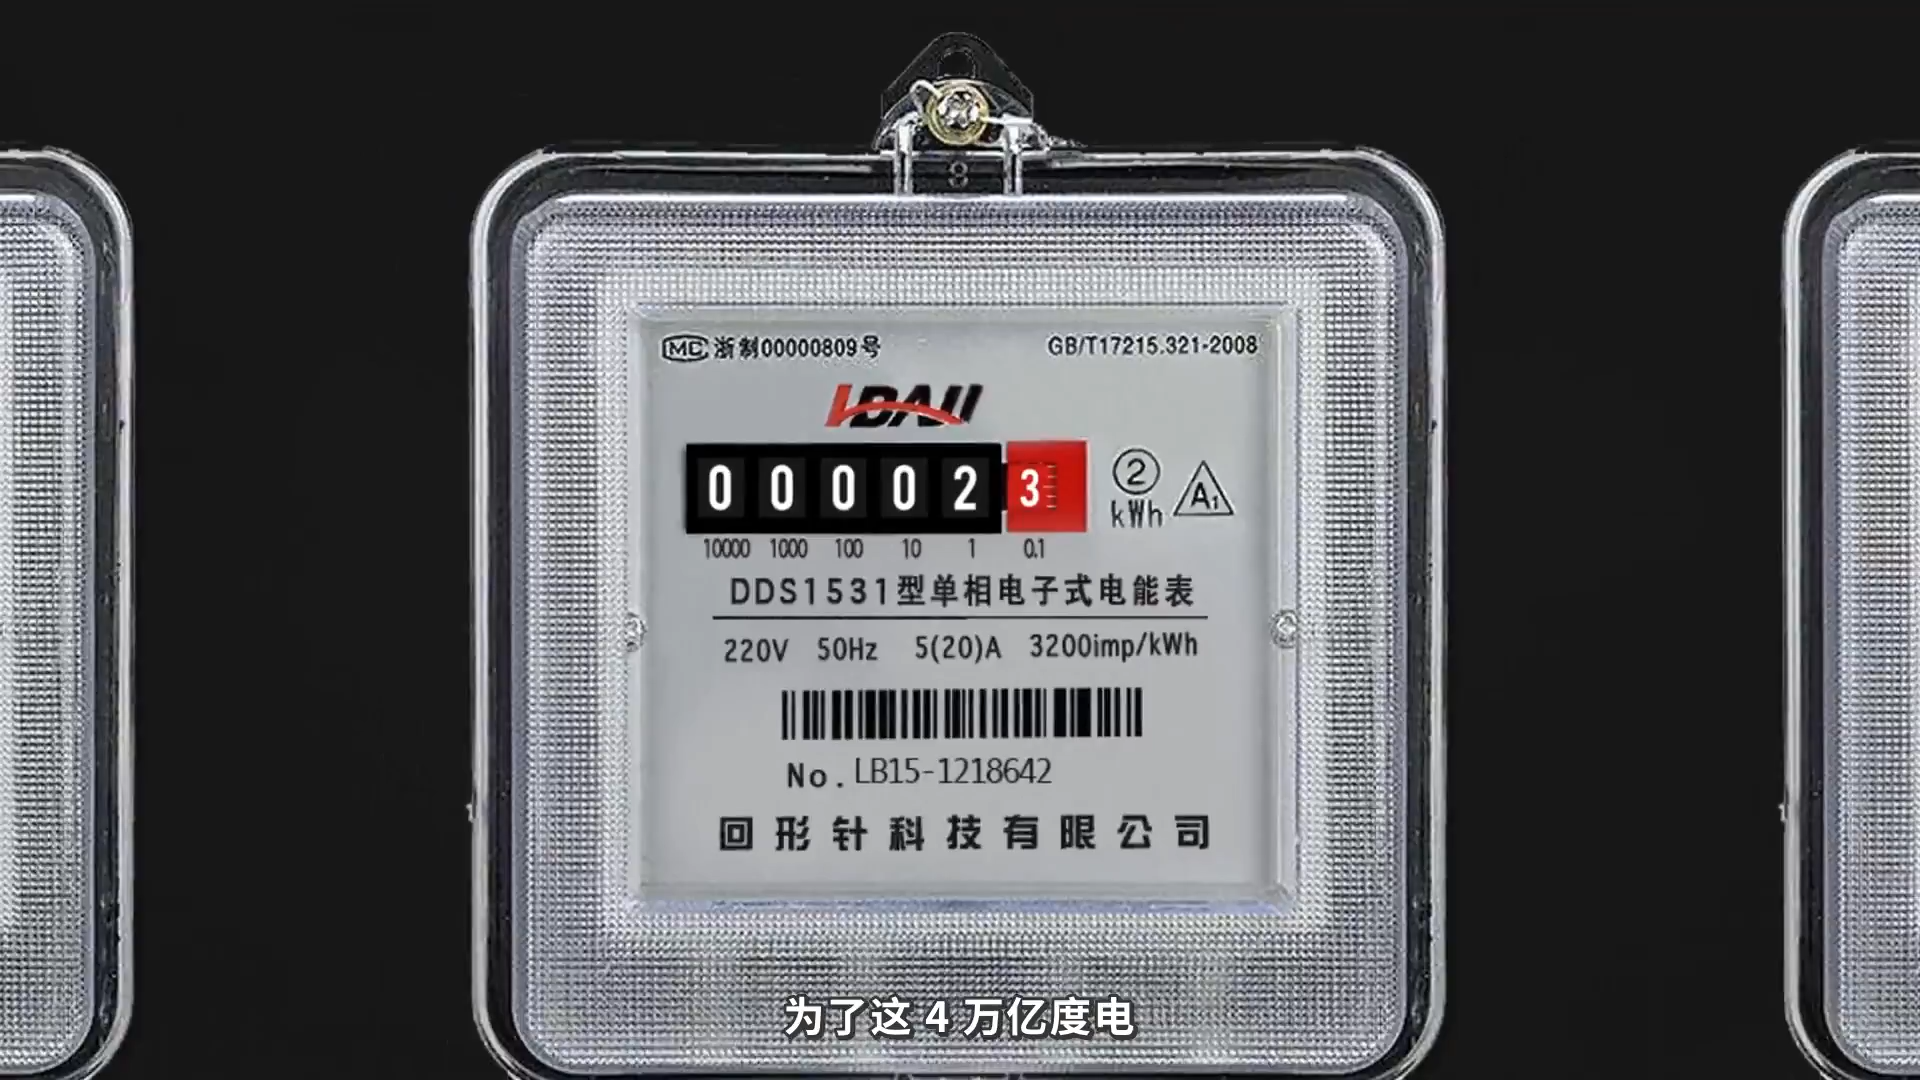 8
MC 浙制00000809号
GB/T17215.321-2008
0 0 0 0 2 3
2 kWh A1
10000 1000 100 10 1 0.1
DDS1531型单相电子式电能表
220V 50Hz 5(20)A 3200imp/kWh
No. LB15-1218642
回形针科技有限公司
为了这 4 万亿度电